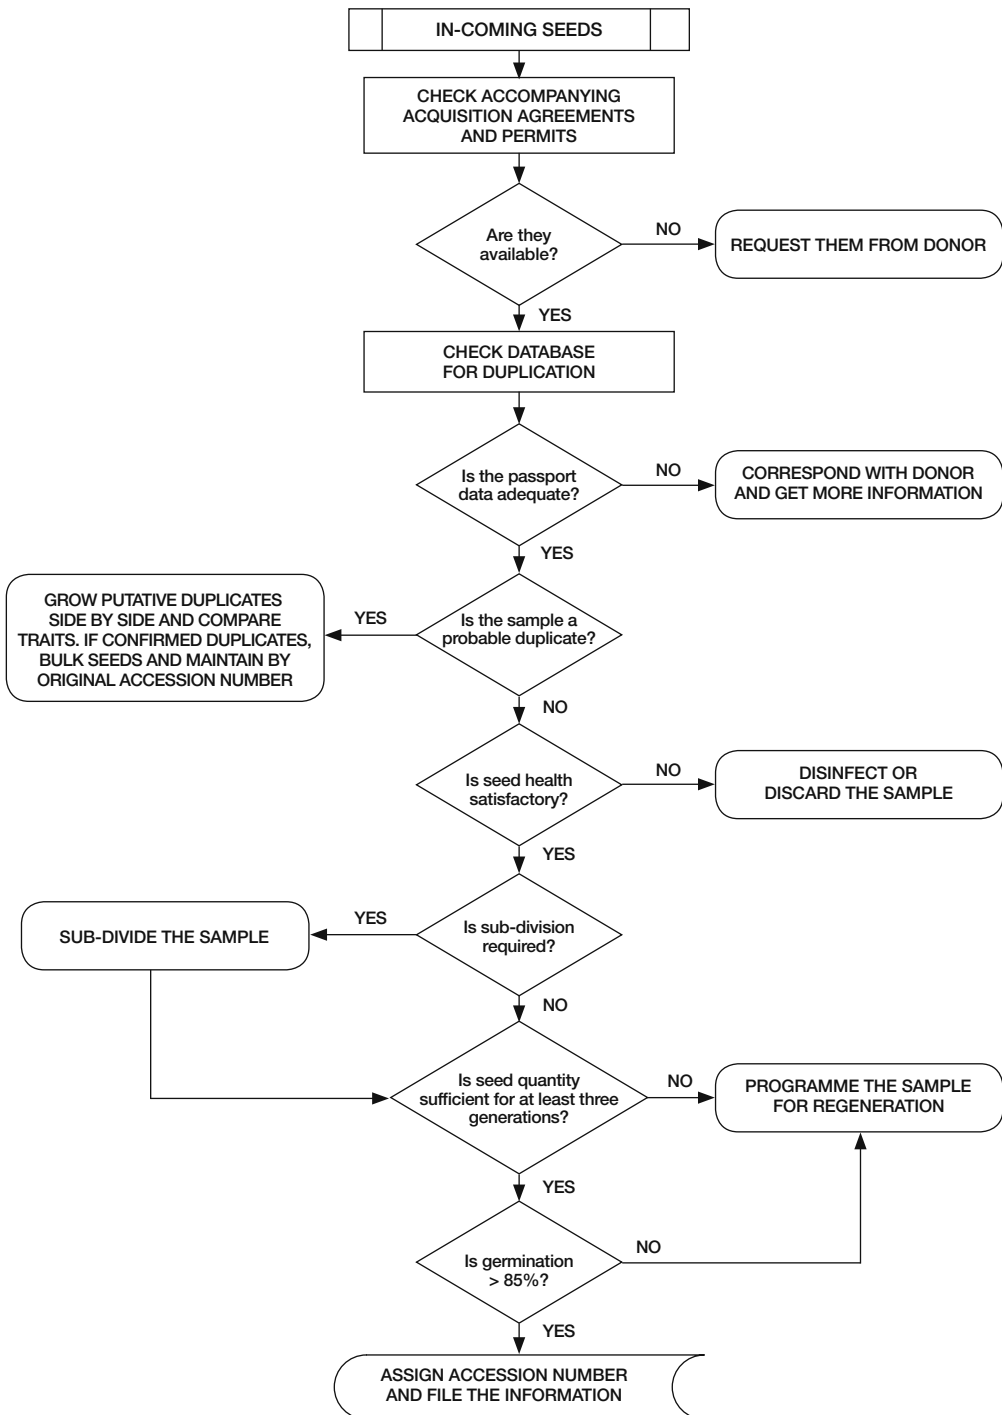 IN-COMING SEEDS
CHECK ACCOMPANYING
ACQUISITION AGREEMENTS
AND PERMITS
Are they
available?
NO
REQUEST THEM FROM DONOR
YES
CHECK DATABASE
FOR DUPLICATION
Is the passport
data adequate?
NO
CORRESPOND WITH DONOR
AND GET MORE INFORMATION
YES
GROW PUTATIVE DUPLICATES
SIDE BY SIDE AND COMPARE
TRAITS. IF CONFIRMED DUPLICATES,
BULK SEEDS AND MAINTAIN BY
ORIGINAL ACCESSION NUMBER
YES
Is the sample a
probable duplicate?
NO
Is seed health
satisfactory?
NO
DISINFECT OR
DISCARD THE SAMPLE
YES
SUB-DIVIDE THE SAMPLE
YES
Is sub-division
required?
NO
Is seed quantity
sufficient for at least three
generations?
NO
PROGRAMME THE SAMPLE
FOR REGENERATION
YES
Is germination
> 85%?
NO
YES
ASSIGN ACCESSION NUMBER
AND FILE THE INFORMATION